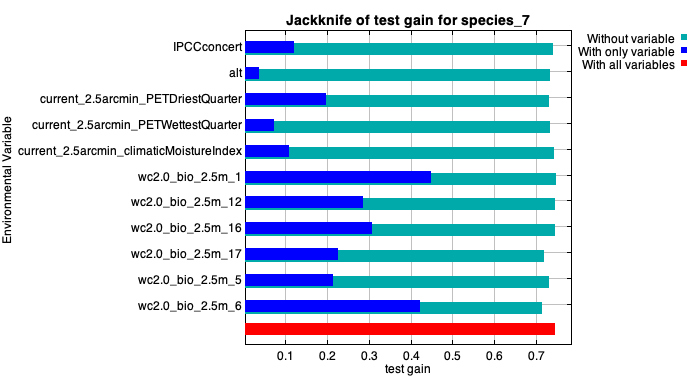 Jackknife of test gain for species_7
Without variable
With only variable
With all variables
Environmental Variable
IPCCconcert
alt
current_2.5arcmin_PETDriestQuarter
current_2.5arcmin_PETWettestQuarter
current_2.5arcmin_climaticMoistureIndex
wc2.0_bio_2.5m_1
wc2.0_bio_2.5m_12
wc2.0_bio_2.5m_16
wc2.0_bio_2.5m_17
wc2.0_bio_2.5m_5
wc2.0_bio_2.5m_6
0.1 0.2 0.3 0.4 0.5 0.6 0.7
test gain